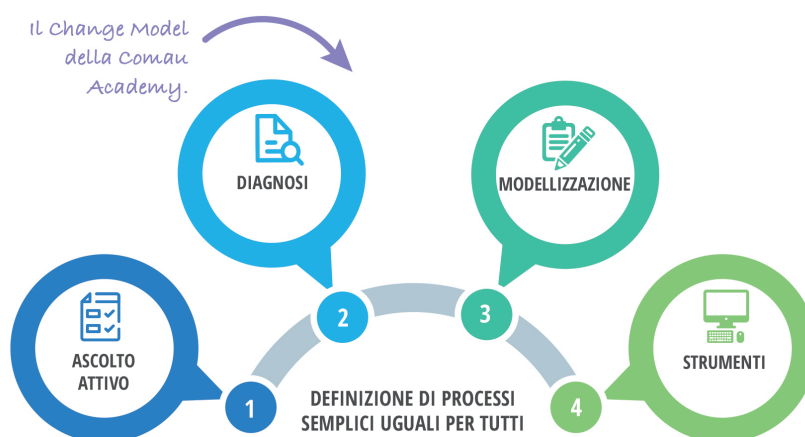 Il Change Model
della Comau
Academy.
DIAGNOSI
MODELLIZZAZIONE
ASCOLTO
ATTIVO
STRUMENTI
1
2
3
4
DEFINIZIONE DI PROCESSI
SEMPLICI UGUALI PER TUTTI